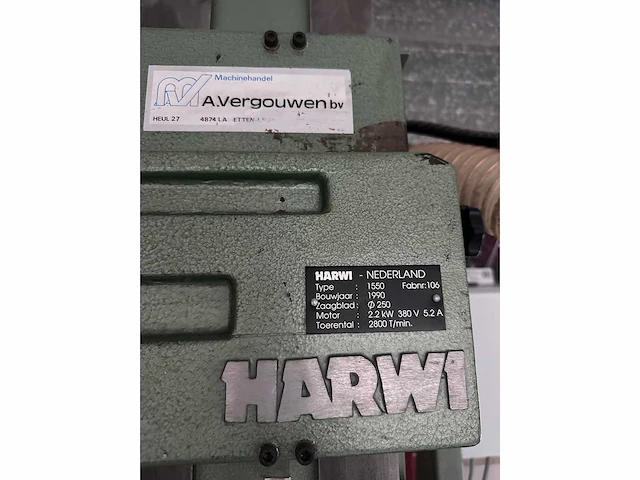 Machinehandel
A.Vergouwen bv
HEUL 27 4874 LA ETTEN
HARWI - NEDERLAND
Type : 1550 Fabnr:106
Bouwjaar : 1990
Zaagblad : Ø 250
Motor : 2.2 kW 380 V 5.2 A
Toerental : 2800 T/min.
HARWI